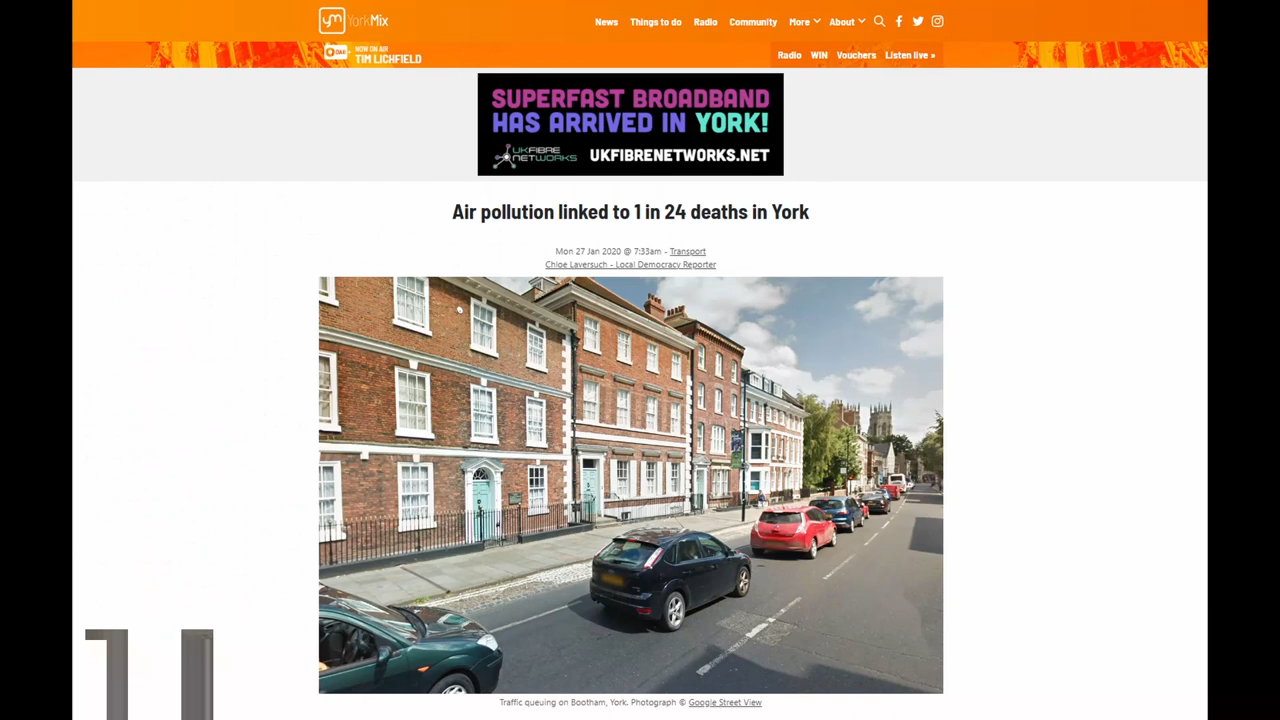 ym YorkMix
News Things to do Radio Community More About
NOW ON AIR
TIM LICHFIELD
Radio WIN Vouchers Listen live »
SUPERFAST BROADBAND
HAS ARRIVED IN YORK!
UKFIBRE
NETWORKS
UKFIBRENETWORKS.NET
Air pollution linked to 1 in 24 deaths in York
Mon 27 Jan 2020 @ 7:33am - Transport
Chloe Laversuch - Local Democracy Reporter
Traffic queuing on Bootham, York. Photograph © Google Street View